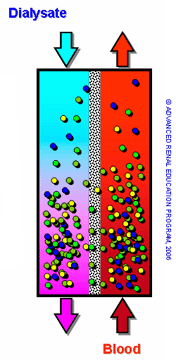 Dialysate
© ADVANCED RENAL EDUCATION PROGRAM, 2006
Blood